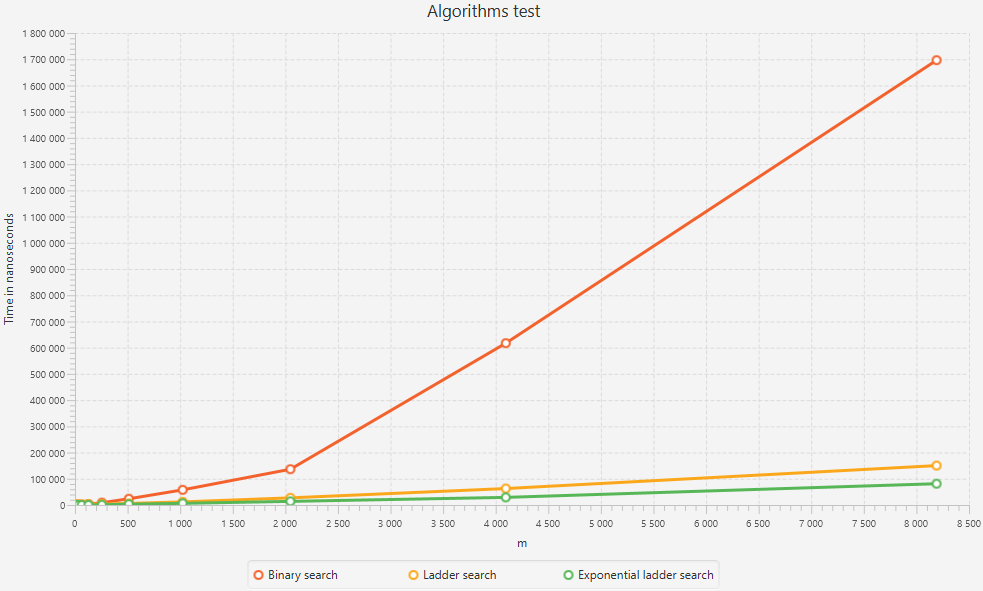 Algorithms test
1 800 000
1 700 000
1 600 000
1 500 000
1 400 000
1 300 000
1 200 000
1 100 000
1 000 000
900 000
800 000
700 000
600 000
500 000
400 000
300 000
200 000
100 000
0
Time in nanoseconds
0 500 1 000 1 500 2 000 2 500 3 000 3 500 4 000 4 500 5 000 5 500 6 000 6 500 7 000 7 500 8 000 8 500
m
Binary search Ladder search Exponential ladder search